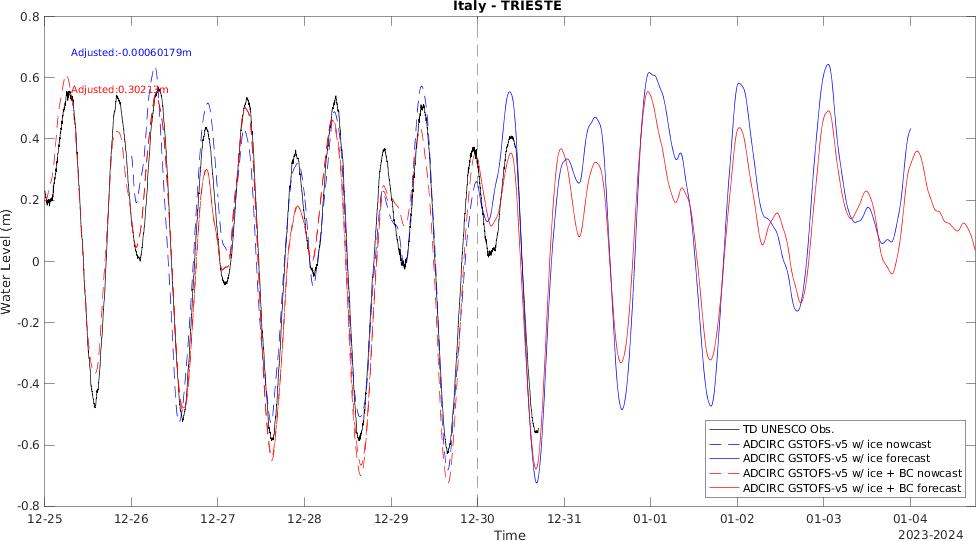 Italy - TRIESTE
0.8
0.6
0.4
0.2
0
-0.2
-0.4
-0.6
-0.8
Water Level (m)
Adjusted:-0.00060179m
Adjusted:0.30213m
TD UNESCO Obs.
ADCIRC GSTOFS-v5 w/ ice nowcast
ADCIRC GSTOFS-v5 w/ ice forecast
ADCIRC GSTOFS-v5 w/ ice + BC nowcast
ADCIRC GSTOFS-v5 w/ ice + BC forecast
12-25 12-26 12-27 12-28 12-29 12-30 12-31 01-01 01-02 01-03 01-04
Time
2023-2024